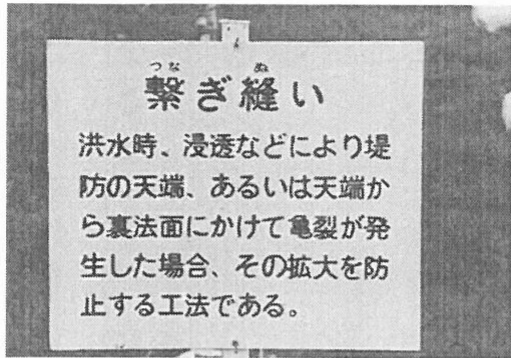 つな ぬ
繋ぎ縫い
洪水時、浸透などにより堤
防の天端、あるいは天端か
ら裏法面にかけて亀裂が発
生した場合、その拡大を防
止する工法である。